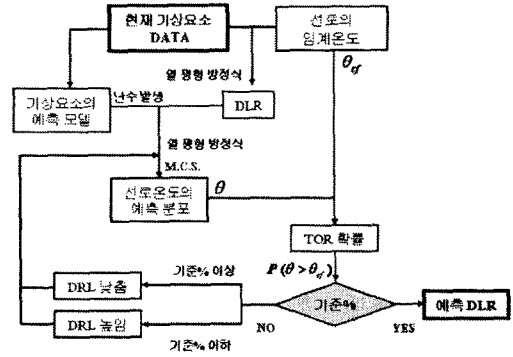 현재 기상요소
DATA
선로의
임계온도
θcf
열 평형 방정식
기상요소의
예측 모델
난수 발생
DLR
열 평형 방정식
M.C.S.
선로온도의
예측 분포
θ
TOR 확률
P(θ > θcf)
기준% 이상
DRL 낮춤
기준%
예측 DLR
DRL 높임
NO
YES
기준% 이하